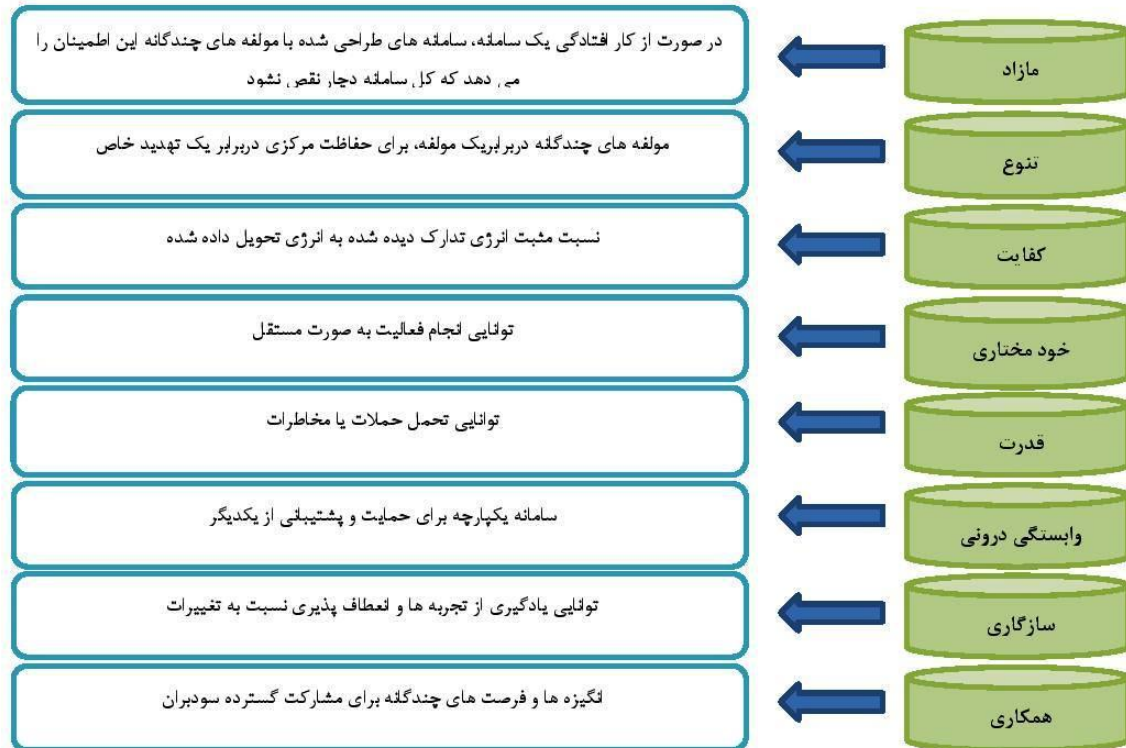 مازاد
در صورت از کار افتادگی یک سامانه، سامانه های طراحی شده با مولفه های چندگانه این اطمینان را
می دهد که کل سامانه دچار نقص نشود
تنوع
مولفه های چندگانه دربرابریک مولفه، برای حفاظت مرکزی دربرابر یک تهدید خاص
کفایت
نسبت مثبت انرژی تدارک دیده شده به انرژی تحویل داده شده
خود مختاری
توانایی انجام فعالیت به صورت مستقل
قدرت
توانایی تحمل حملات یا مخاطرات
وابستگی درونی
سامانه یکپارچه برای حمایت و پشتیبانی از یکدیگر
سازگاری
توانایی یادگیری از تجربه ها و انعطاف پذیری نسبت به تغییرات
همکاری
انگیزه ها و فرصت های چندگانه برای مشارکت گسترده سودبران